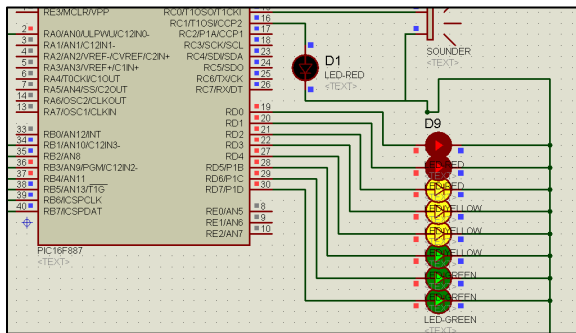 RE3/MCLR/VPP
RC0/T1OSO/T1CKI
15
RC1/T1OSI/CCP2
16
2
RA0/AN0/ULPWU/C12IN0-
RC2/P1A/CCP1
17
3
RA1/AN1/C12IN1-
RC3/SCK/SCL
18
4
RA2/AN2/VREF-/CVREF/C2IN+
RC4/SDI/SDA
23
5
RA3/AN3/VREF+/C1IN+
RC5/SDO
24
6
RA4/T0CKI/C1OUT
RC6/TX/CK
25
7
RA5/AN4/SS/C2OUT
RC7/RX/DT
26
14
RA6/OSC2/CLKOUT
13
RA7/OSC1/CLKIN
RD0
19
RD1
20
33
RB0/AN12/INT
RD2
21
34
RB1/AN10/C12IN3-
RD3
22
35
RB2/AN8
RD4
27
36
RB3/AN9/PGM/C12IN2-
RD5/P1B
28
37
RB4/AN11
RD6/P1C
29
38
RB5/AN13/T1G
RD7/P1D
30
39
RB6/ICSPCLK
40
RB7/ICSPDAT
RE0/AN5
8
RE1/AN6
9
RE2/AN7
10
PIC16F887
<TEXT>
SOUNDER
<TEXT>
D1
LED-RED
<TEXT>
D9
LED-GREEN
<TEXT>